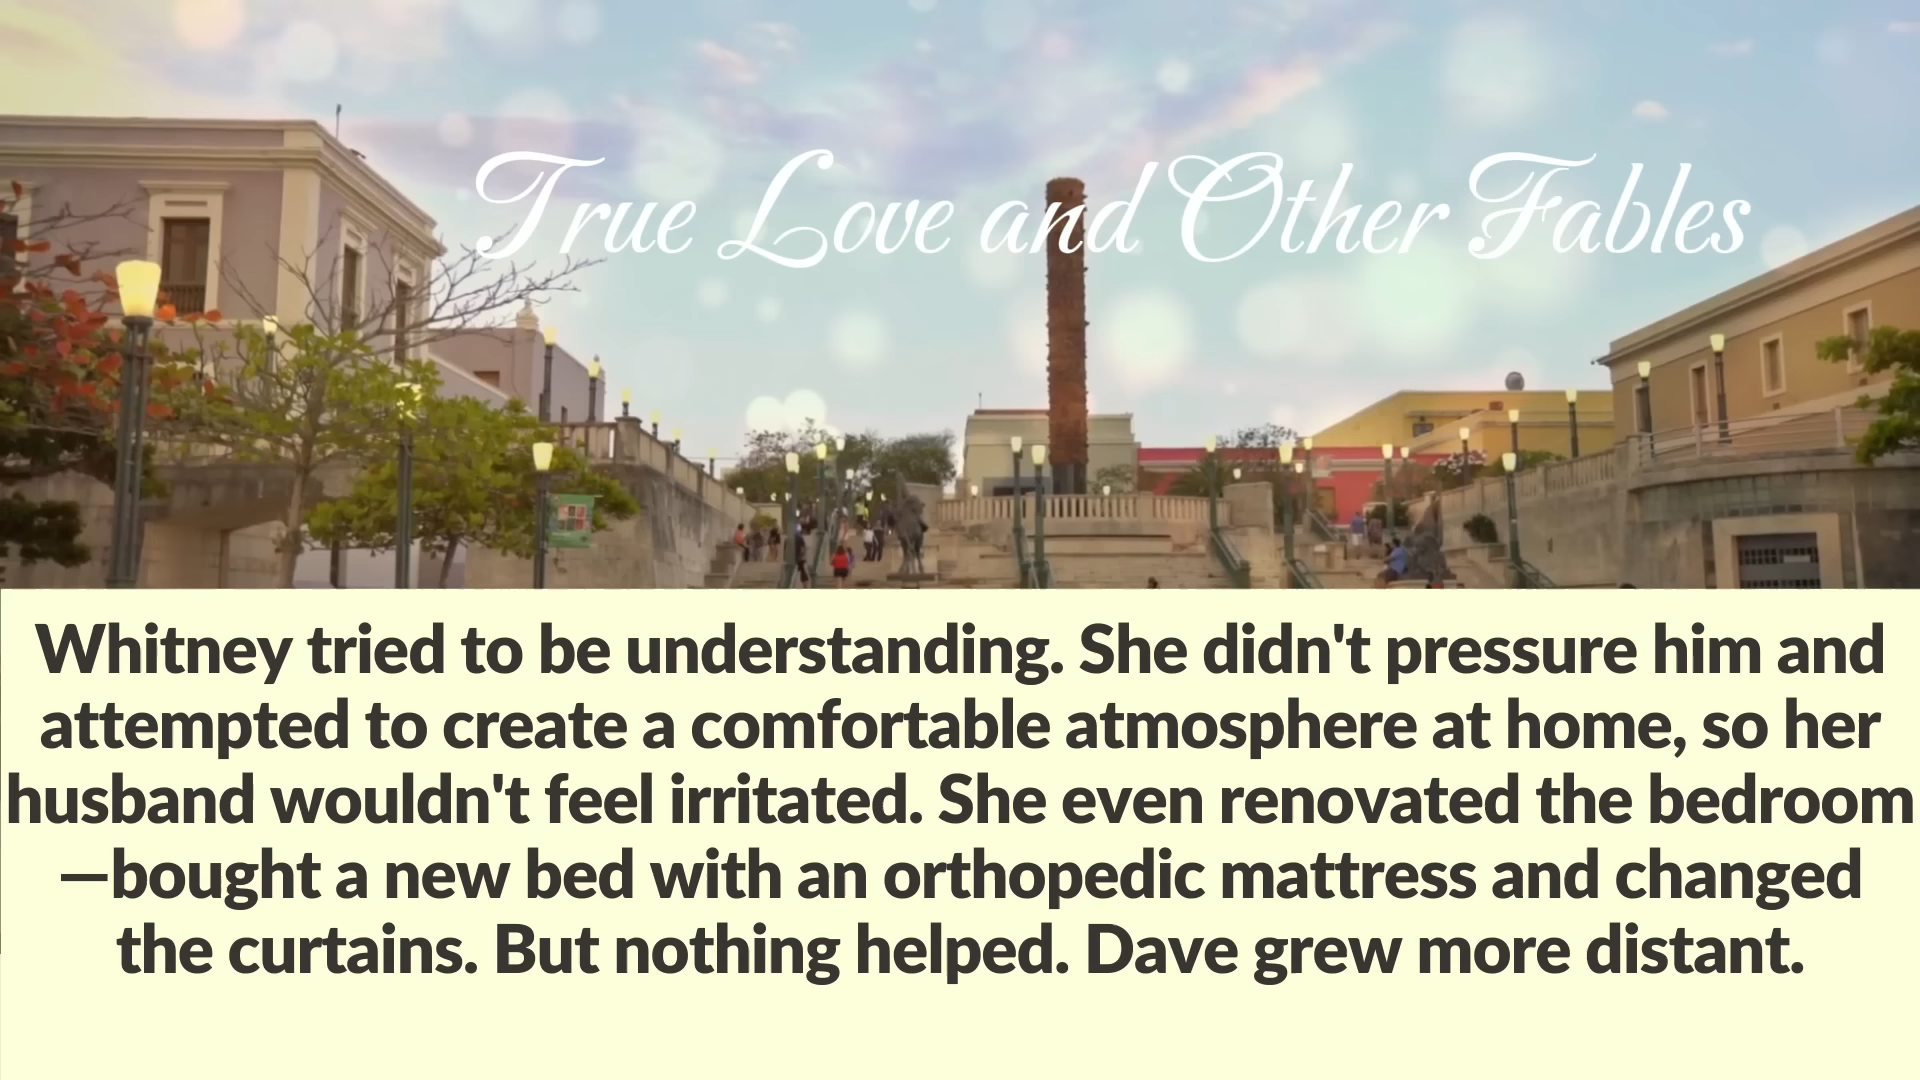 True Love and Other Fables
Whitney tried to be understanding. She didn't pressure him and
attempted to create a comfortable atmosphere at home, so her
husband wouldn't feel irritated. She even renovated the bedroom
—bought a new bed with an orthopedic mattress and changed
the curtains. But nothing helped. Dave grew more distant.